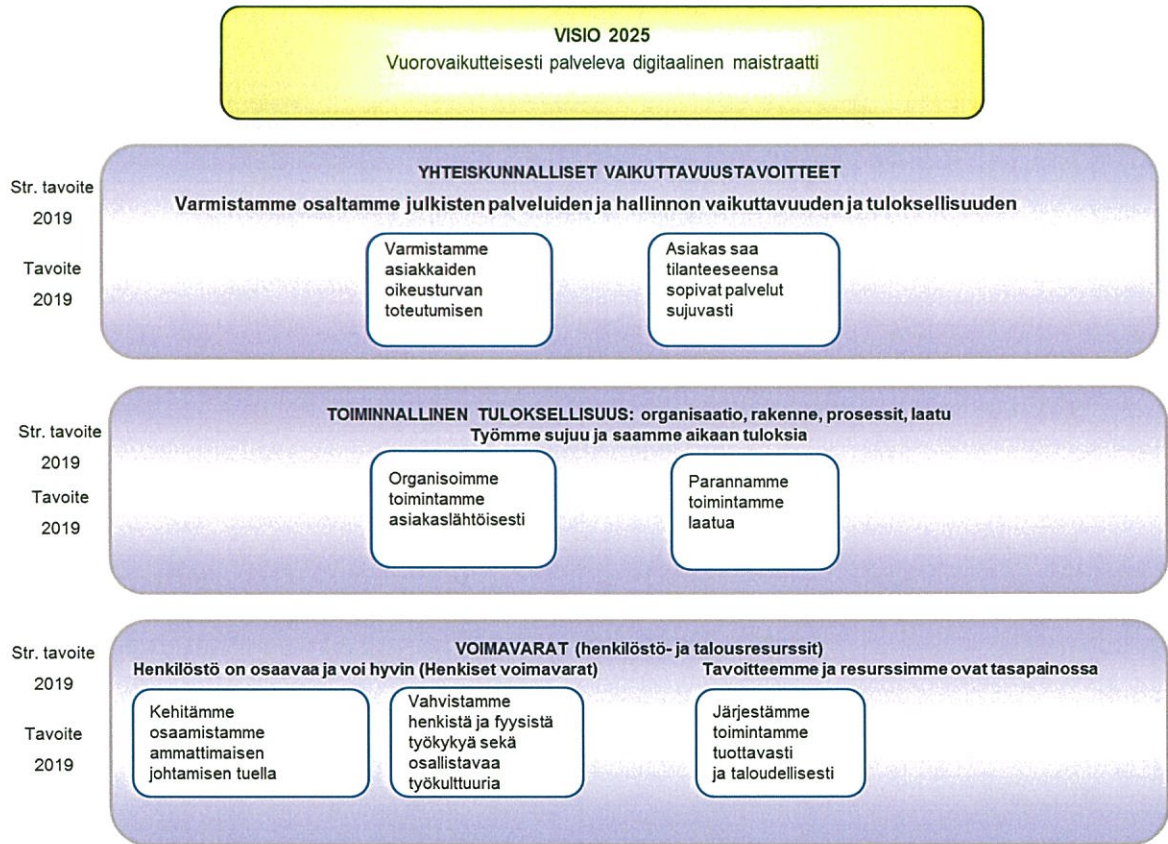 VISIO 2025
Vuorovaikutteisesti palveleva digitaalinen maistraatti
Str. tavoite
2019
Tavoite
2019
YHTEISKUNNALLISET VAIKUTTAVUUSTAVOITTEET
Varmistamme osaltamme julkisten palveluiden ja hallinnon vaikuttavuuden ja tuloksellisuuden
Varmistamme
asiakkaiden
oikeusturvan
toteutumisen
Asiakas saa
tilanteeseensa
sopivat palvelut
sujuvasti
Str. tavoite
2019
Tavoite
2019
TOIMINNALLINEN TULOKSELLISUUS: organisaatio, rakenne, prosessit, laatu
Työmme sujuu ja saamme aikaan tuloksia
Organisoimme
toimintamme
asiakaslähtöisesti
Parannamme
toimintamme
laatua
Str. tavoite
2019
Tavoite
2019
VOIMAVARAT (henkilöstö- ja talousresurssit)
Henkilöstö on osaavaa ja voi hyvin (Henkiset voimavarat)
Tavoitteemme ja resurssimme ovat tasapainossa
Kehitämme
osaamistamme
ammattimaisen
johtamisen tuella
Vahvistamme
henkistä ja fyysistä
työkykyä sekä
osallistavaa
työkulttuuria
Järjestämme
toimintamme
tuottavasti
ja taloudellisesti